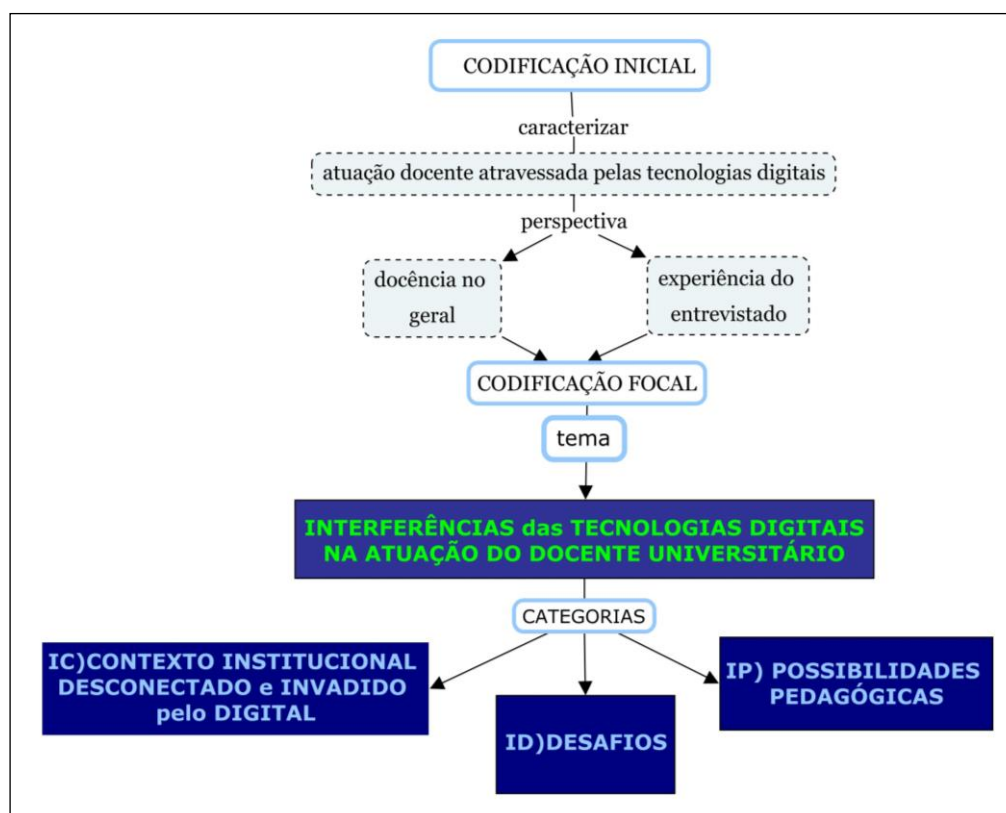 CODIFICAÇÃO INICIAL
caracterizar
atuação docente atravessada pelas tecnologias digitais
perspectiva
docência no
geral
experiência do
entrevistado
CODIFICAÇÃO FOCAL
tema
INTERFERÊNCIAS das TECNOLOGIAS DIGITAIS
NA ATUAÇÃO DO DOCENTE UNIVERSITÁRIO
CATEGORIAS
IC)CONTEXTO INSTITUCIONAL
DESCONECTADO e INVADIDO
pelo DIGITAL
ID)DESAFIOS
IP) POSSIBILIDADES
PEDAGÓGICAS